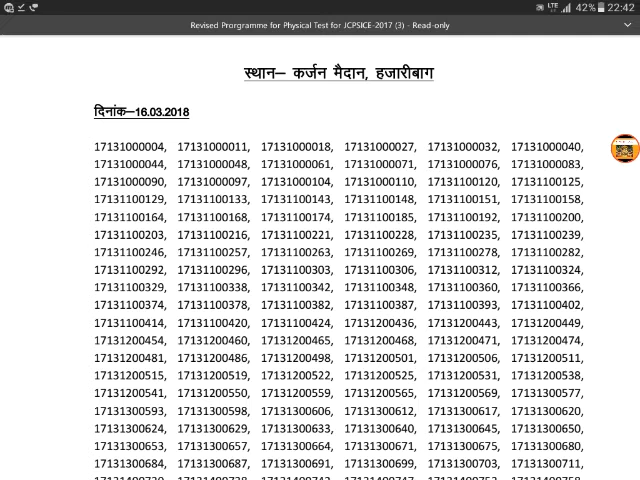 LTE 42% 22:42
Revised Prorgramme for Physical Test for JCPSICE-2017 (3) - Read-only
स्थान– कर्जन मैदान, हजारीबाग
दिनांक–16.03.2018
17131000004, 17131000011, 17131000018, 17131000027, 17131000032, 17131000040,
17131000044, 17131000048, 17131000061, 17131000071, 17131000076, 17131000083,
17131000090, 17131000097, 17131000104, 17131000110, 17131100120, 17131100125,
17131100129, 17131100133, 17131100143, 17131100148, 17131100151, 17131100158,
17131100164, 17131100168, 17131100174, 17131100185, 17131100192, 17131100200,
17131100203, 17131100216, 17131100221, 17131100228, 17131100235, 17131100239,
17131100246, 17131100257, 17131100263, 17131100269, 17131100278, 17131100282,
17131100292, 17131100296, 17131100303, 17131100306, 17131100312, 17131100324,
17131100329, 17131100338, 17131100342, 17131100348, 17131100360, 17131100366,
17131100374, 17131100378, 17131100382, 17131100387, 17131100393, 17131100402,
17131100414, 17131100420, 17131100424, 17131200436, 17131200443, 17131200449,
17131200454, 17131200460, 17131200465, 17131200468, 17131200471, 17131200474,
17131200481, 17131200486, 17131200498, 17131200501, 17131200506, 17131200511,
17131200515, 17131200519, 17131200522, 17131200525, 17131200531, 17131200538,
17131200541, 17131200550, 17131200559, 17131200565, 17131200569, 17131300577,
17131300593, 17131300598, 17131300606, 17131300612, 17131300617, 17131300620,
17131300624, 17131300629, 17131300633, 17131300640, 17131300645, 17131300650,
17131300653, 17131300657, 17131300664, 17131300671, 17131300675, 17131300680,
17131300684, 17131300687, 17131300691, 17131300699, 17131300703, 17131300711,